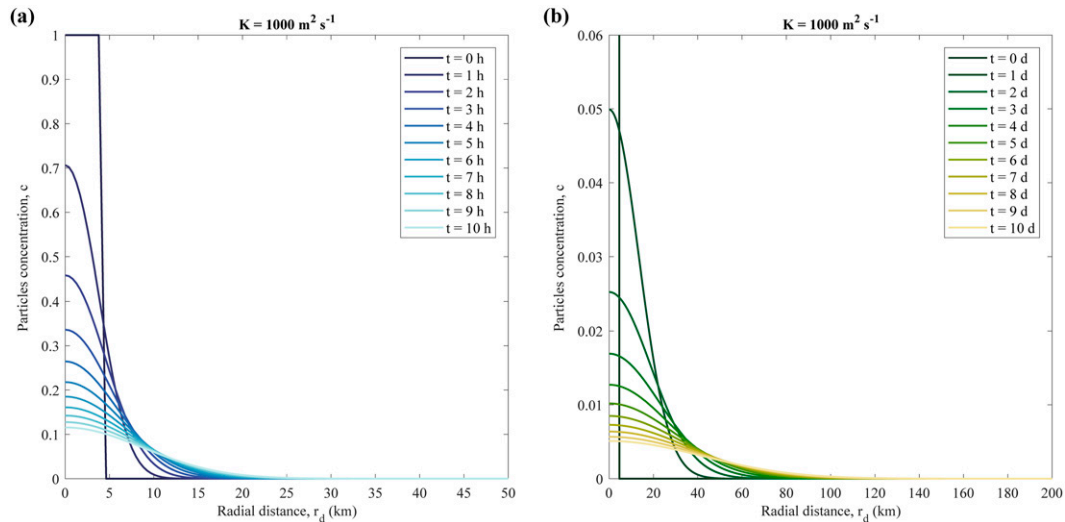 (a)
K = 1000 m² s⁻¹
Particles concentration, c
1
0.9
0.8
0.7
0.6
0.5
0.4
0.3
0.2
0.1
0
0 5 10 15 20 25 30 35 40 45 50
Radial distance, r_d (km)
t = 0 h
t = 1 h
t = 2 h
t = 3 h
t = 4 h
t = 5 h
t = 6 h
t = 7 h
t = 8 h
t = 9 h
t = 10 h
(b)
K = 1000 m² s⁻¹
Particles concentration, c
0.06
0.05
0.04
0.03
0.02
0.01
0
0 20 40 60 80 100 120 140 160 180 200
Radial distance, r_d (km)
t = 0 d
t = 1 d
t = 2 d
t = 3 d
t = 4 d
t = 5 d
t = 6 d
t = 7 d
t = 8 d
t = 9 d
t = 10 d